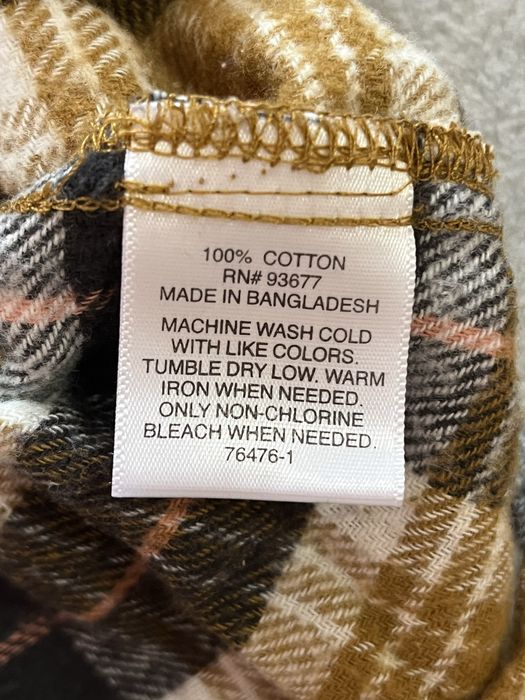 100% COTTON
RN# 93677
MADE IN BANGLADESH
MACHINE WASH COLD
WITH LIKE COLORS.
TUMBLE DRY LOW. WARM
IRON WHEN NEEDED.
ONLY NON-CHLORINE
BLEACH WHEN NEEDED.
76476-1